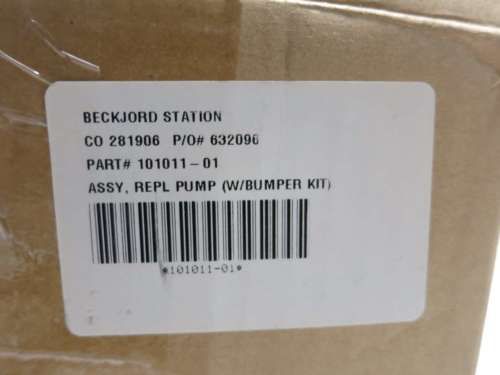 BECKJORD STATION
CO 281906 P/O# 632096
PART# 101011-01
ASSY, REPL PUMP (W/BUMPER KIT)
*101011-01*